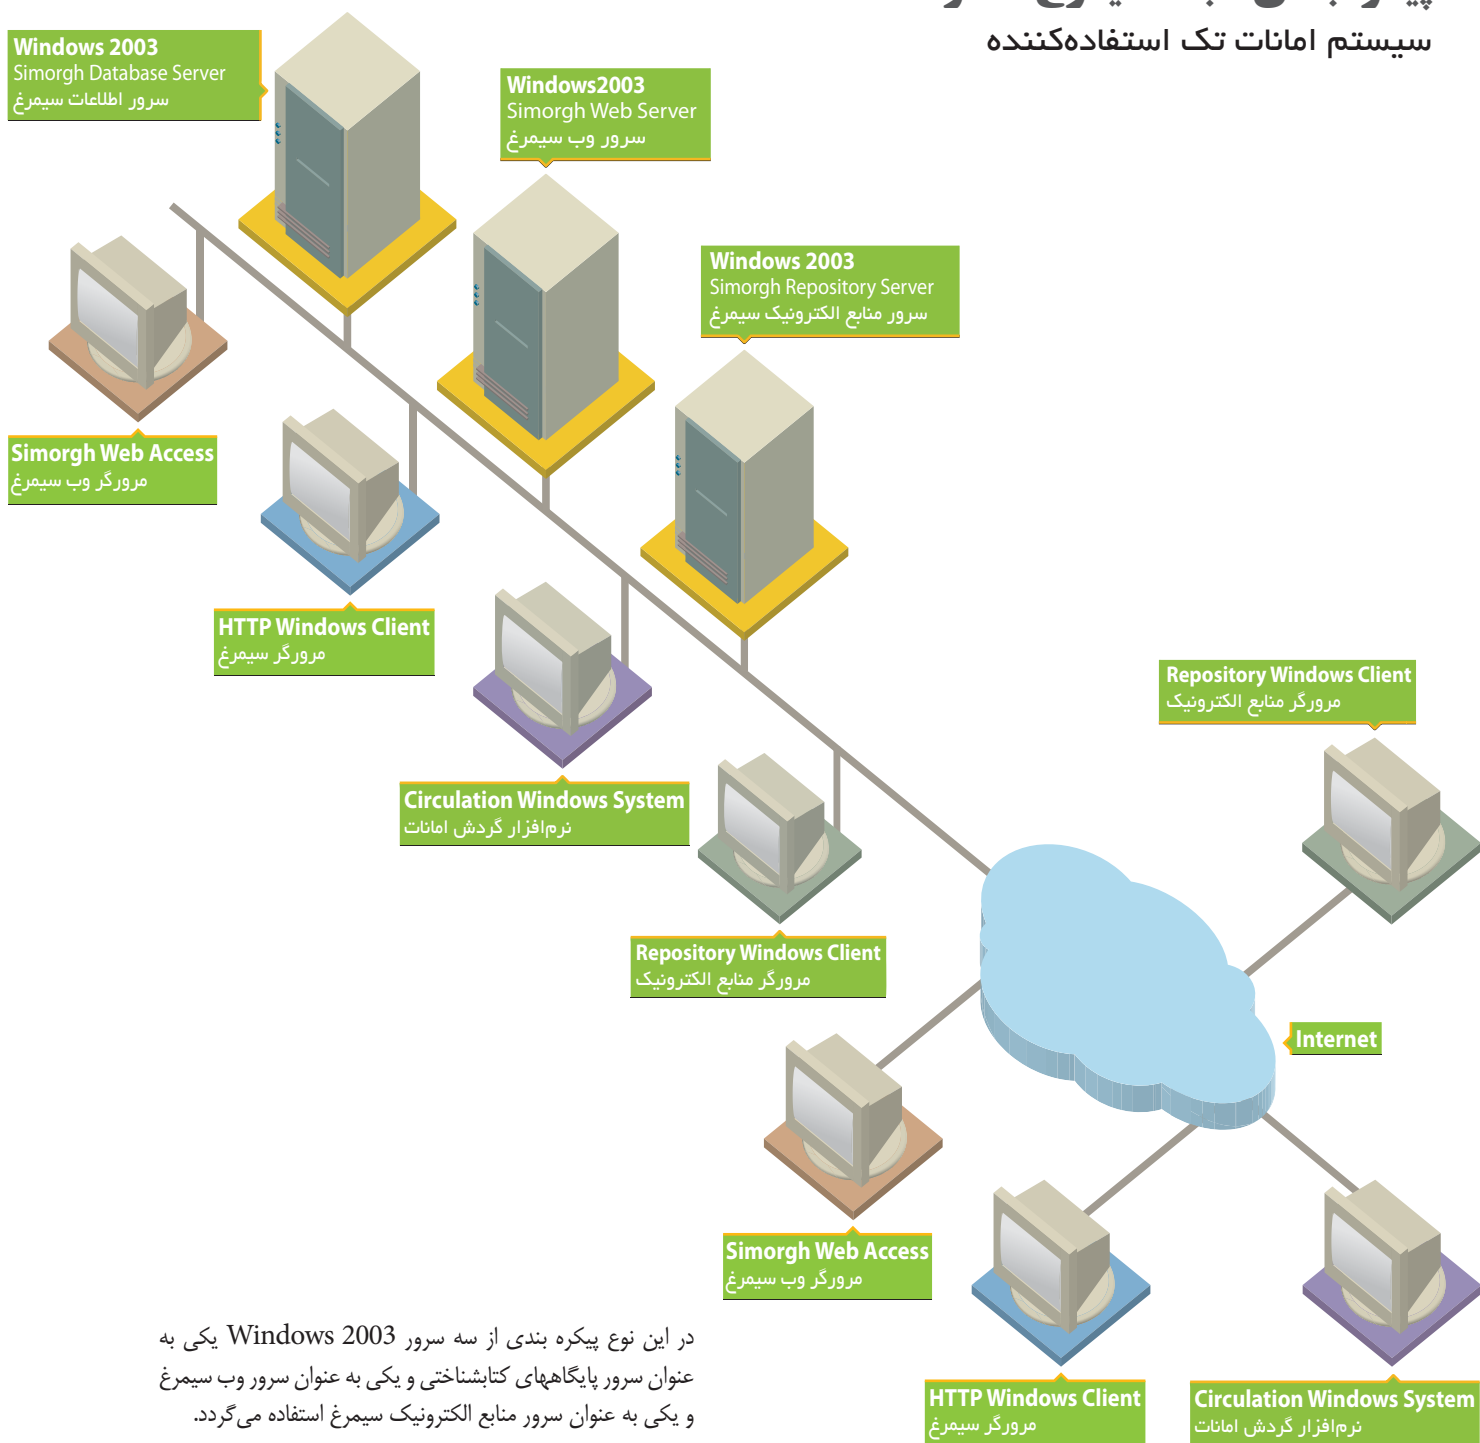 سیستم امانات تک استفاده‌کننده
Windows 2003
Simorgh Database Server
سرور اطلاعات سیمرغ
Windows2003
Simorgh Web Server
سرور وب سیمرغ
Windows 2003
Simorgh Repository Server
سرور منابع الکترونیک سیمرغ
Simorgh Web Access
مرورگر وب سیمرغ
HTTP Windows Client
مرورگر سیمرغ
Circulation Windows System
نرم‌افزار گردش امانات
Repository Windows Client
مرورگر منابع الکترونیک
Repository Windows Client
مرورگر منابع الکترونیک
Internet
Simorgh Web Access
مرورگر وب سیمرغ
HTTP Windows Client
مرورگر سیمرغ
Circulation Windows System
نرم‌افزار گردش امانات
در این نوع پیکره بندی از سه سرور Windows 2003 یکی به
عنوان سرور پایگاههای کتابشناختی و یکی به عنوان سرور وب سیمرغ
و یکی به عنوان سرور منابع الکترونیک سیمرغ استفاده می‌گردد.